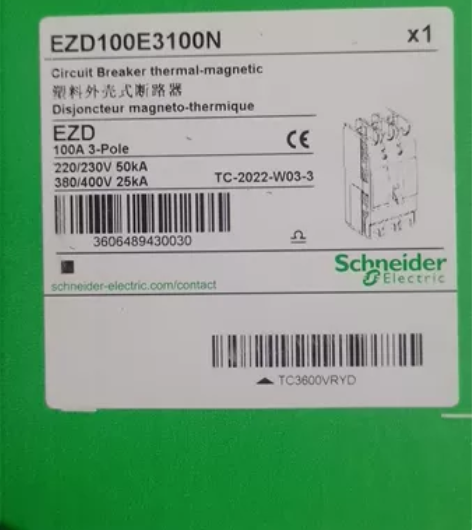 EZD100E3100N x1
Circuit Breaker thermal-magnetic
塑料外壳式断路器
Disjoncteur magneto-thermique
EZD
100A 3-Pole
CE
220/230V 50kA
380/400V 25kA TC-2022-W03-3
3606489430030
Schneider
Electric
schneider-electric.com/contact
TC3600VRYD